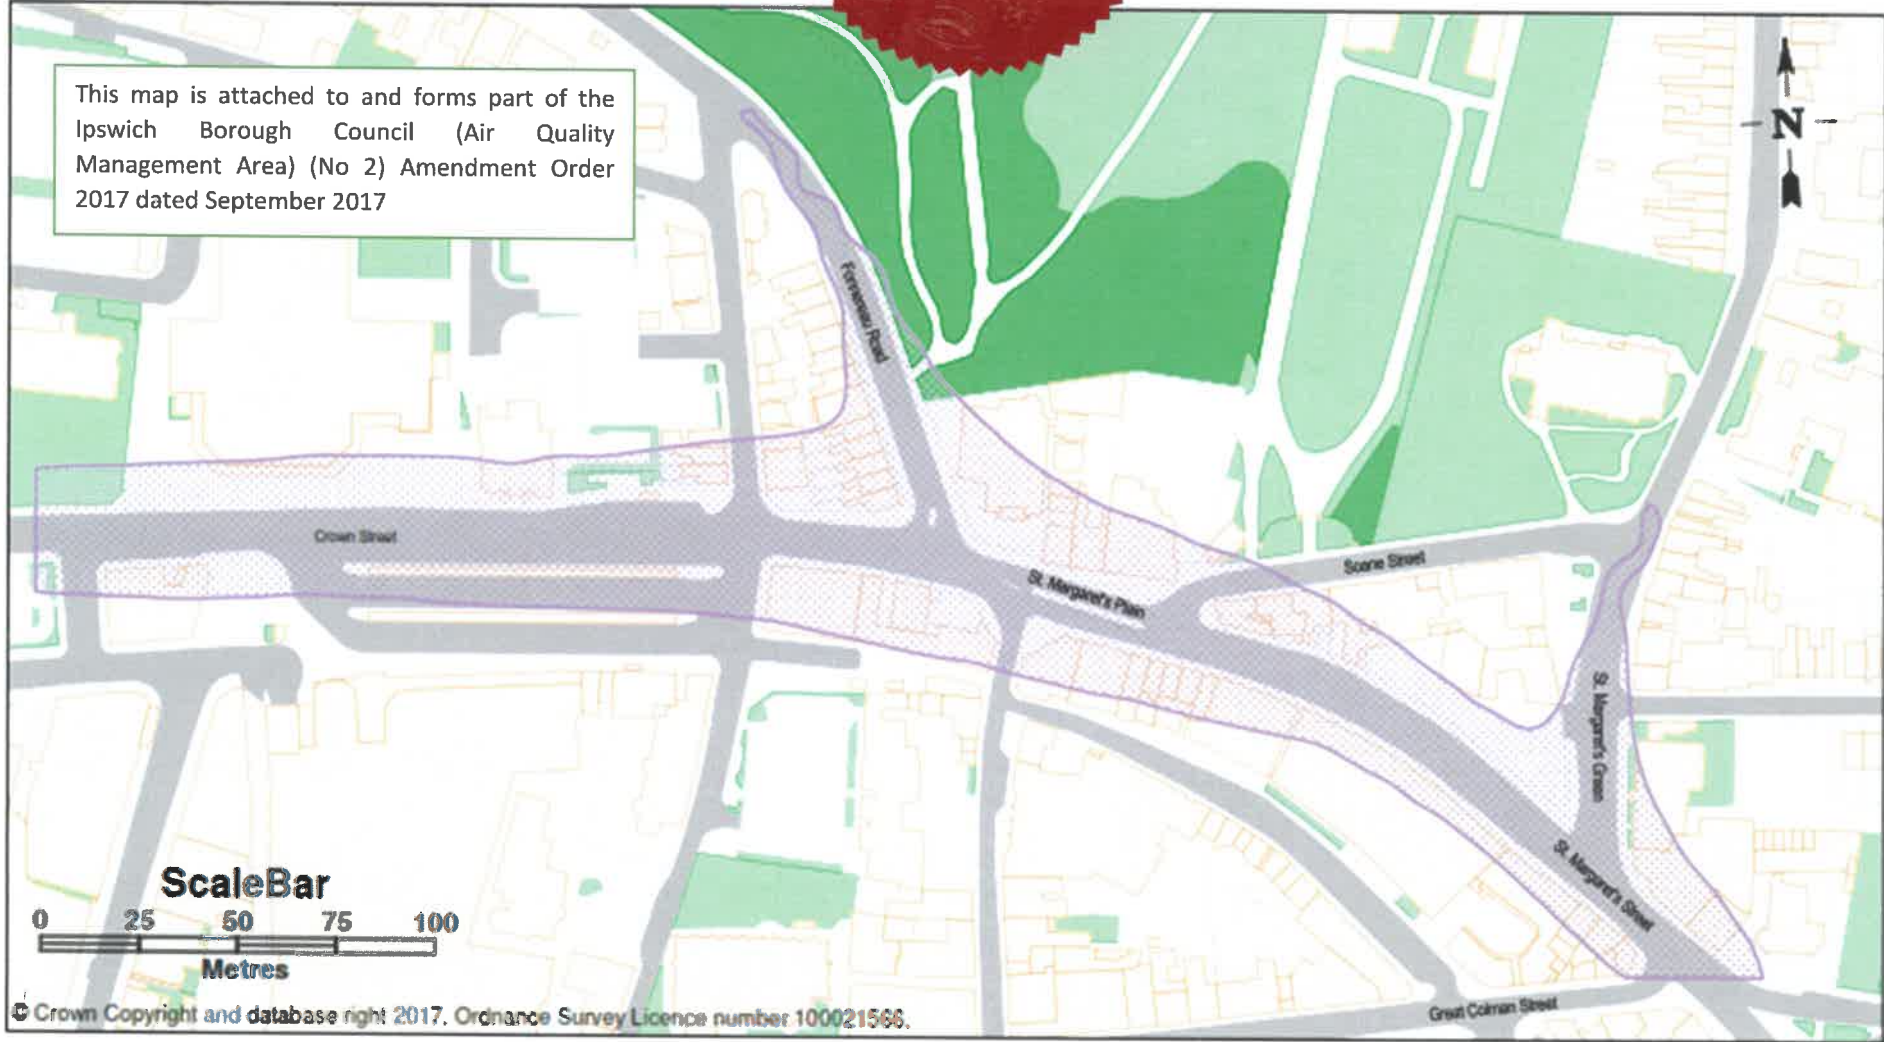 This map is attached to and forms part of the
Ipswich Borough Council (Air Quality
Management Area) (No 2) Amendment Order
2017 dated September 2017
N
Fonnereau Road
Crown Street
St. Margaret's Plain
Soane Street
St. Margaret's Green
St. Margaret's Street
Great Colman Street
ScaleBar
0 25 50 75 100
Metres
© Crown Copyright and database right 2017. Ordnance Survey Licence number 100021566.